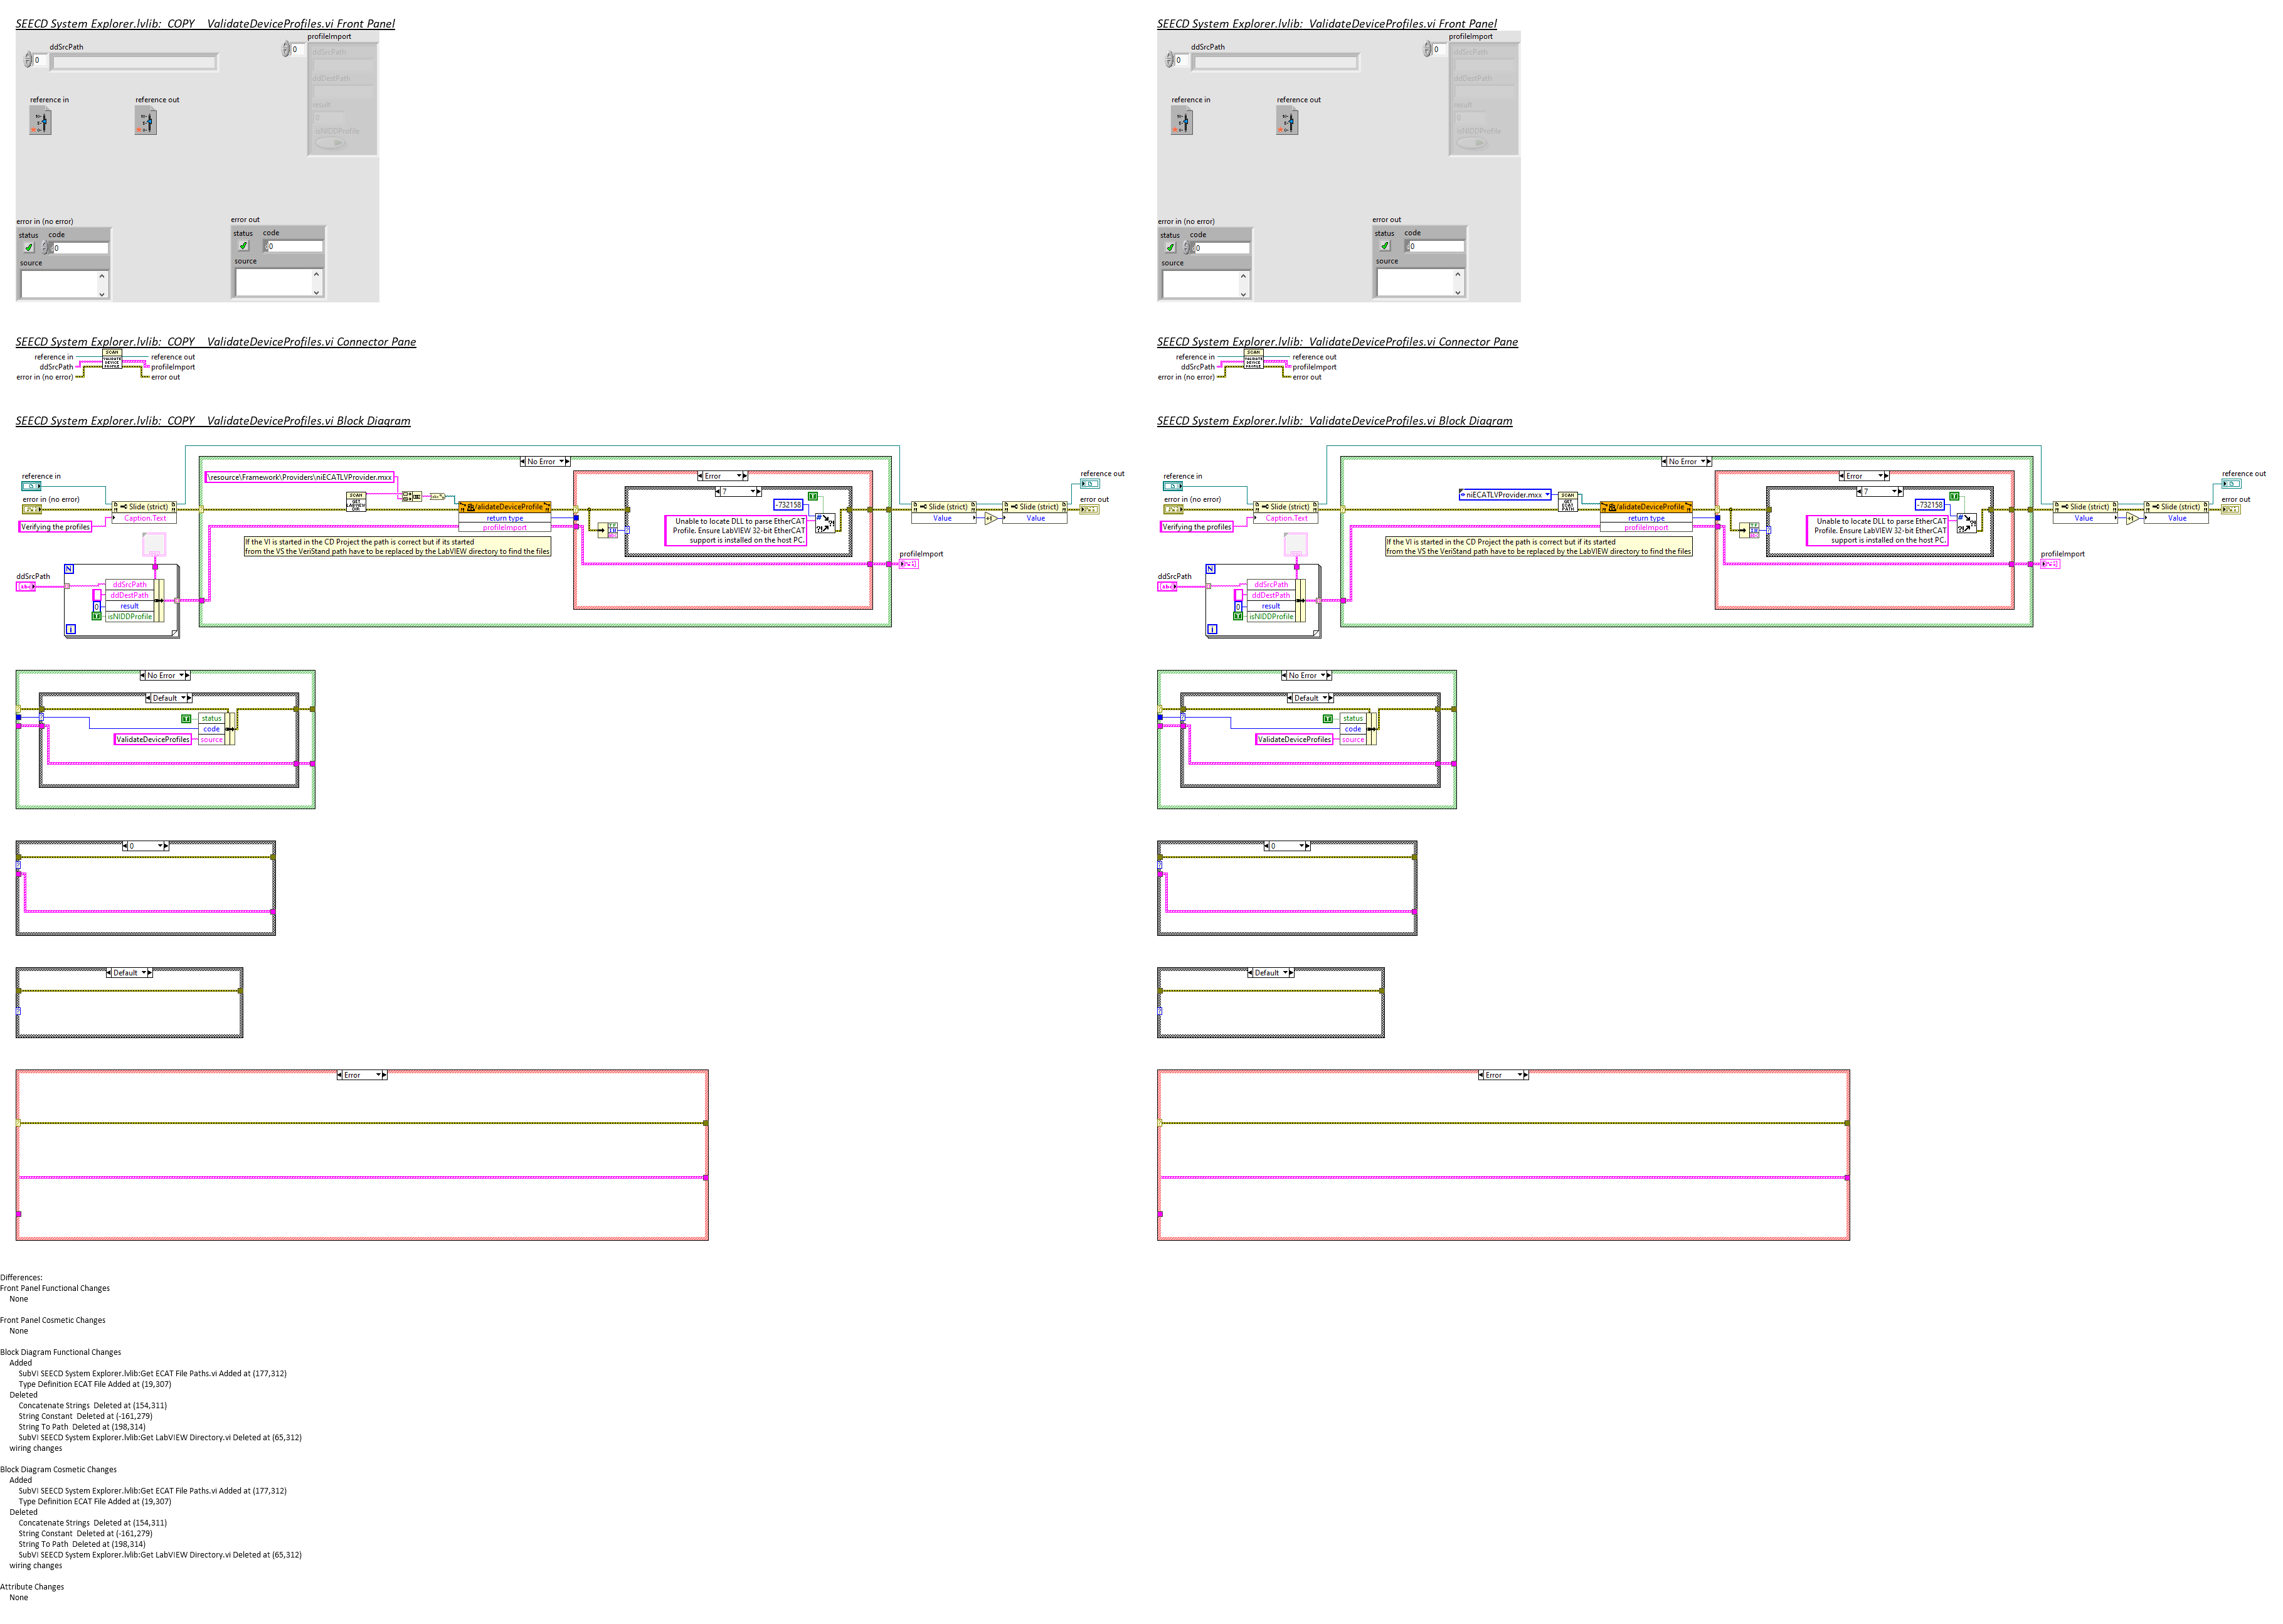 SEECD System Explorer.lvlib:  COPY    ValidateDeviceProfiles.vi Front Panel
profileImport
ddSrcPath
0
0
ddSrcPath
ddDestPath
reference in
reference out
result
0
isNIDDProfile
error in (no error)
status
code
0
source
error out
status
code
0
source
SEECD System Explorer.lvlib:  COPY    ValidateDeviceProfiles.vi Connector Pane
reference in
ddSrcPath
error in (no error)
SCAN
VALIDATE
DEVICE
PROFILE
reference out
profileImport
error out
SEECD System Explorer.lvlib:  COPY    ValidateDeviceProfiles.vi Block Diagram
reference in
error in (no error)
Verifying the profiles
Slide (strict)
Caption.Text
No Error
\resource\Framework\Providers\niECATLVProvider.mxx
SCAN
GET
LABVIEW
DIR
ValidateDeviceProfile
return type
profileImport
If the VI is started in the CD Project the path is correct but if its started
from the VS the VeriStand path have to be replaced by the LabVIEW directory to find the files
Error
7
-732158
Unable to locate DLL to parse EtherCAT
Profile. Ensure LabVIEW 32-bit EtherCAT
support is installed on the host PC.
Slide (strict)
Value
+1
Slide (strict)
Value
reference out
error out
profileImport
ddSrcPath
N
ddSrcPath
ddDestPath
0
result
isNIDDProfile
i
No Error
Default
status
code
ValidateDeviceProfiles
source
0
Default
Error
SEECD System Explorer.lvlib:  ValidateDeviceProfiles.vi Front Panel
profileImport
ddSrcPath
0
0
ddSrcPath
ddDestPath
reference in
reference out
result
0
isNIDDProfile
error in (no error)
status
code
0
source
error out
status
code
0
source
SEECD System Explorer.lvlib:  ValidateDeviceProfiles.vi Connector Pane
reference in
ddSrcPath
error in (no error)
SCAN
VALIDATE
DEVICE
PROFILE
reference out
profileImport
error out
SEECD System Explorer.lvlib:  ValidateDeviceProfiles.vi Block Diagram
reference in
error in (no error)
Verifying the profiles
Slide (strict)
Caption.Text
No Error
niECATLVProvider.mxx
SCAN
GET
ECAT
PATH
ValidateDeviceProfile
return type
profileImport
If the VI is started in the CD Project the path is correct but if its started
from the VS the VeriStand path have to be replaced by the LabVIEW directory to find the files
Error
7
-732158
Unable to locate DLL to parse EtherCAT
Profile. Ensure LabVIEW 32-bit EtherCAT
support is installed on the host PC.
Slide (strict)
Value
+1
Slide (strict)
Value
reference out
error out
profileImport
ddSrcPath
N
ddSrcPath
ddDestPath
0
result
isNIDDProfile
i
No Error
Default
status
code
ValidateDeviceProfiles
source
0
Default
Error
Differences:
Front Panel Functional Changes
None
Front Panel Cosmetic Changes
None
Block Diagram Functional Changes
Added
SubVI SEECD System Explorer.lvlib:Get ECAT File Paths.vi Added at (177,312)
Type Definition ECAT File Added at (19,307)
Deleted
Concatenate Strings  Deleted at (154,311)
String Constant  Deleted at (-161,279)
String To Path  Deleted at (198,314)
SubVI SEECD System Explorer.lvlib:Get LabVIEW Directory.vi Deleted at (65,312)
wiring changes
Block Diagram Cosmetic Changes
Added
SubVI SEECD System Explorer.lvlib:Get ECAT File Paths.vi Added at (177,312)
Type Definition ECAT File Added at (19,307)
Deleted
Concatenate Strings  Deleted at (154,311)
String Constant  Deleted at (-161,279)
String To Path  Deleted at (198,314)
SubVI SEECD System Explorer.lvlib:Get LabVIEW Directory.vi Deleted at (65,312)
wiring changes
Attribute Changes
None